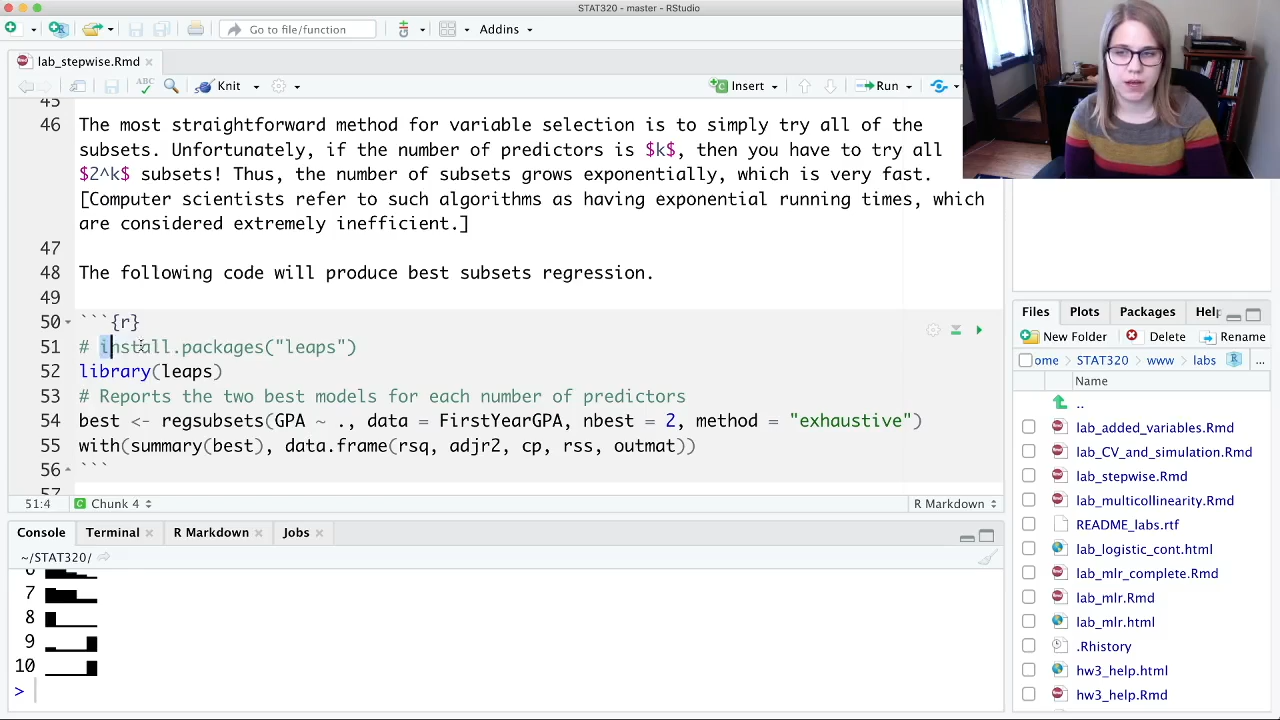 STAT320 - master - RStudio
Go to file/function
Addins
lab_stepwise.Rmd
ABC
Knit
Insert
Run
45
46 The most straightforward method for variable selection is to simply try all of the
subsets. Unfortunately, if the number of predictors is $k$, then you have to try all
$2^k$ subsets! Thus, the number of subsets grows exponentially, which is very fast.
[Computer scientists refer to such algorithms as having exponential running times, which
are considered extremely inefficient.]
47
48 The following code will produce best subsets regression.
49
50 ```{r}
51 # install.packages("leaps")
52 library(leaps)
53 # Reports the two best models for each number of predictors
54 best <- regsubsets(GPA ~ ., data = FirstYearGPA, nbest = 2, method = "exhaustive")
55 with(summary(best), data.frame(rsq, adjr2, cp, rss, outmat))
56 ```
57
51:4 Chunk 4 R Markdown
Console Terminal R Markdown Jobs
~/STAT320/
6
7
8
9
10
>
Files Plots Packages Help
New Folder Delete Rename
ome STAT320 www labs ...
Name
..
lab_added_variables.Rmd
lab_CV_and_simulation.Rmd
lab_stepwise.Rmd
lab_multicollinearity.Rmd
README_labs.rtf
lab_logistic_cont.html
lab_mlr_complete.Rmd
lab_mlr.Rmd
lab_mlr.html
.Rhistory
hw3_help.html
hw3_help.Rmd